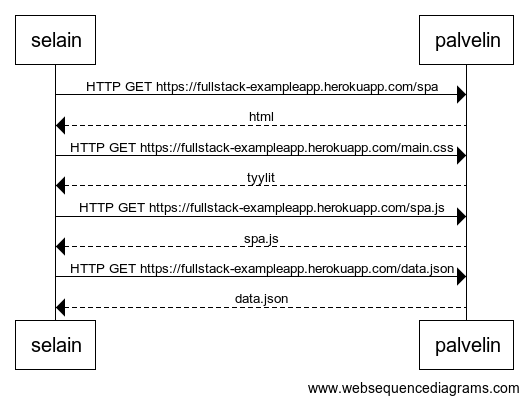 selain palvelin
HTTP GET https://fullstack-exampleapp.herokuapp.com/spa
html
HTTP GET https://fullstack-exampleapp.herokuapp.com/main.css
tyylit
HTTP GET https://fullstack-exampleapp.herokuapp.com/spa.js
spa.js
HTTP GET https://fullstack-exampleapp.herokuapp.com/data.json
data.json
selain palvelin
www.websequencediagrams.com